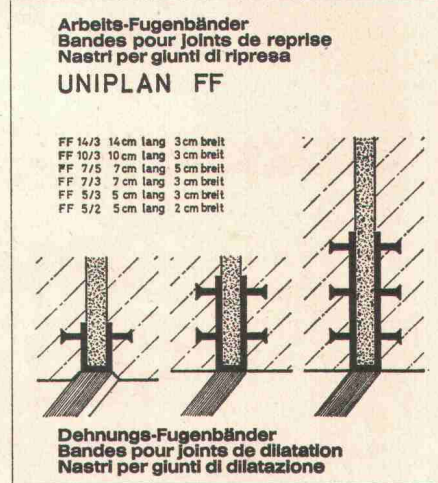 Arbeits-Fugenbänder
Bandes pour joints de reprise
Nastri per giunti di ripresa
UNIPLAN FF
FF 14/3 14 cm lang 3 cm breit
FF 10/3 10 cm lang 3 cm breit
FF 7/5 7 cm lang 5 cm breit
FF 7/3 7 cm lang 3 cm breit
FF 5/3 5 cm lang 3 cm breit
FF 5/2 5 cm lang 2 cm breit
Dehnungs-Fugenbänder
Bandes pour joints de dilatation
Nastri per giunti di dilatazione